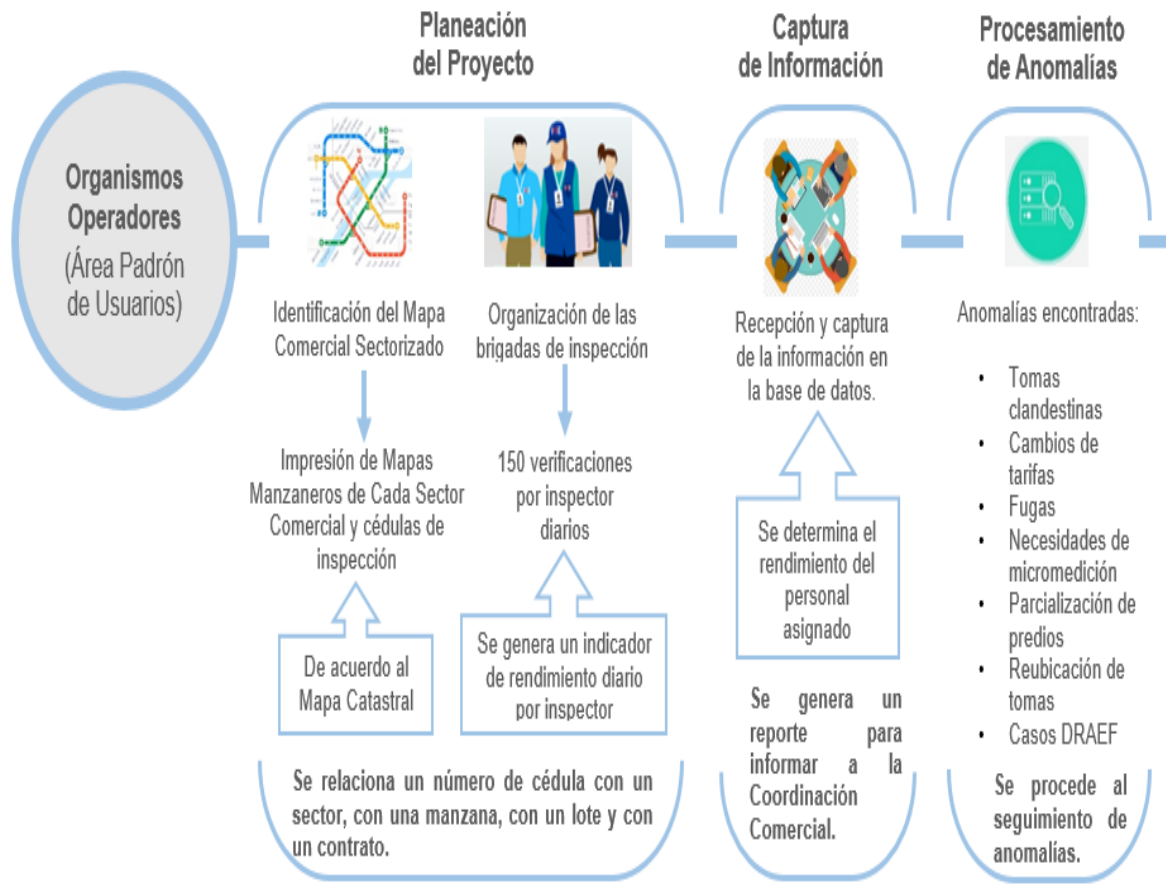 Planeación
del Proyecto
Captura
de Información
Procesamiento
de Anomalías
Organismos
Operadores
(Área Padrón
de Usuarios)
Identificación del Mapa
Comercial Sectorizado
Impresión de Mapas
Manzaneros de Cada Sector
Comercial y cédulas de
inspección
De acuerdo al
Mapa Catastral
Organización de las
brigadas de inspección
150 verificaciones
por inspector
diarios
Se genera un indicador
de rendimiento diario
por inspector
Se relaciona un número de cédula con un
sector, con una manzana, con un lote y con
un contrato.
Recepción y captura
de la información en
la base de datos.
Se determina el
rendimiento del
personal
asignado
Se genera un
reporte para
informar a la
Coordinación
Comercial.
Anomalías encontradas:
• Tomas
clandestinas
• Cambios de
tarifas
• Fugas
• Necesidades de
micromedición
• Parcialización de
predios
• Reubicación de
tomas
• Casos DRAEF
Se procede al
seguimiento de
anomalías.